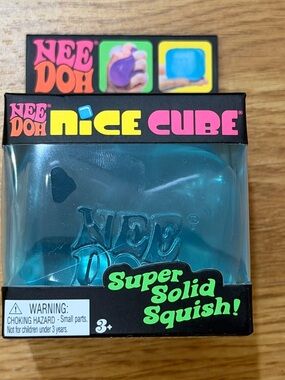 NEE
DOH
NEE
DOH®
NiCE CUBE®
NEE®
DOH
Super
Solid
Squish!
WARNING:
CHOKING HAZARD - Small parts
Not for children under 3 years.
3+